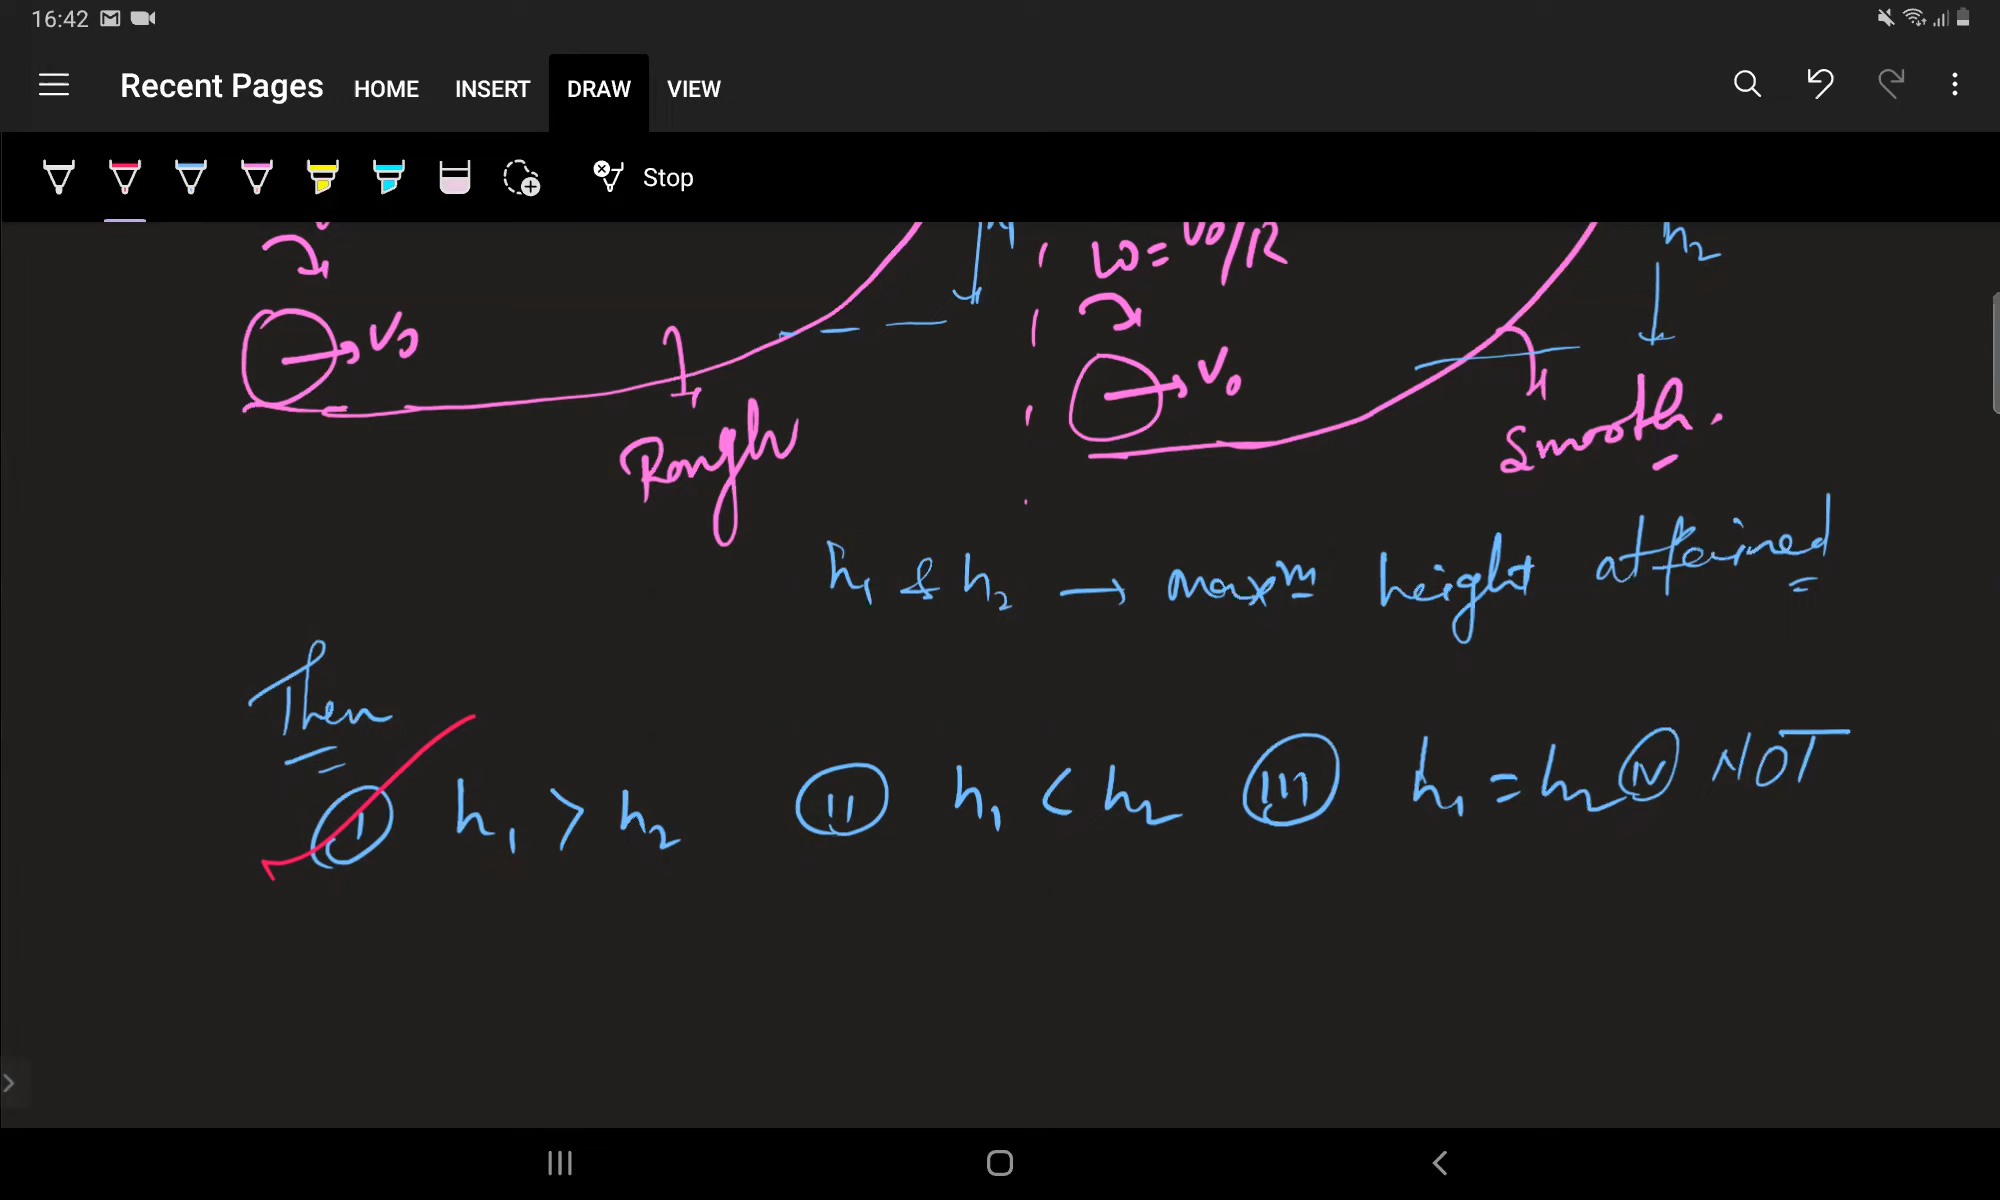 16:42
Recent Pages HOME INSERT DRAW VIEW
Stop
h2
ω = v0/R
v0
v0
Rough
Smooth.
h1 & h2 → maxm height attained
Then
I h1 > h2 II h1 < h2 III h1 = h2 IV NOT